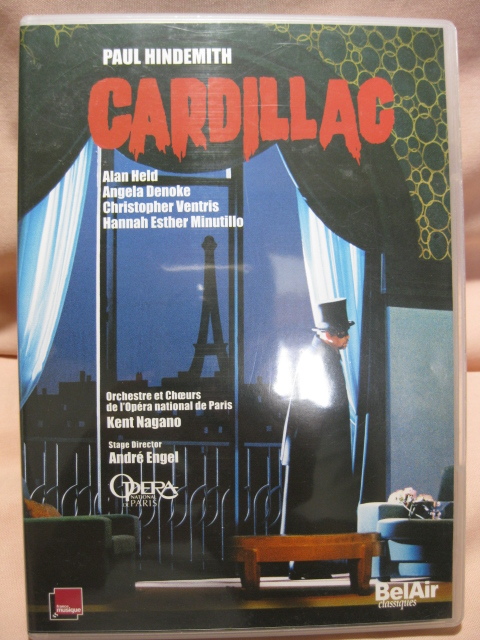 PAUL HINDEMITH
CARDILLAC
Alan Held
Angela Denoke
Christopher Ventris
Hannah Esther Minutillo
Orchestre et Chœurs
de l'Opéra national de Paris
Kent Nagano
Stage Director
André Engel
OPERA
NATIONAL
DE PARIS
france
musique
BelAir
classiques